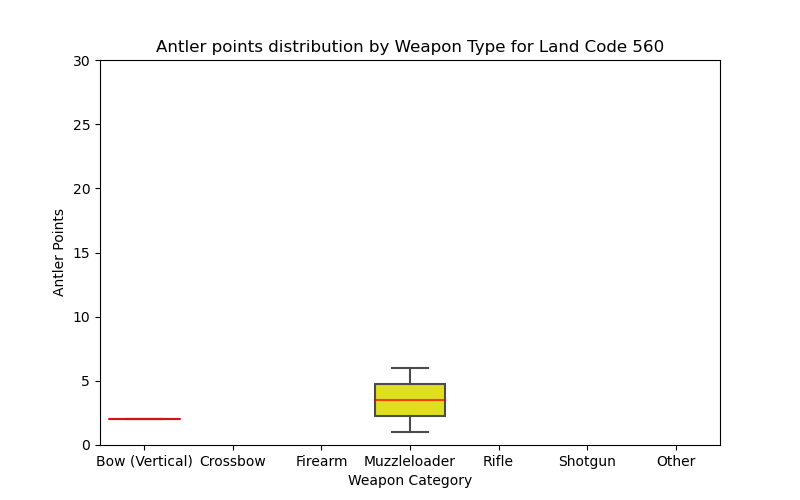 Antler points distribution by Weapon Type for Land Code 560
30
25
20
15
10
5
0
Antler Points
Bow (Vertical) Crossbow Firearm Muzzleloader Rifle Shotgun Other
Weapon Category